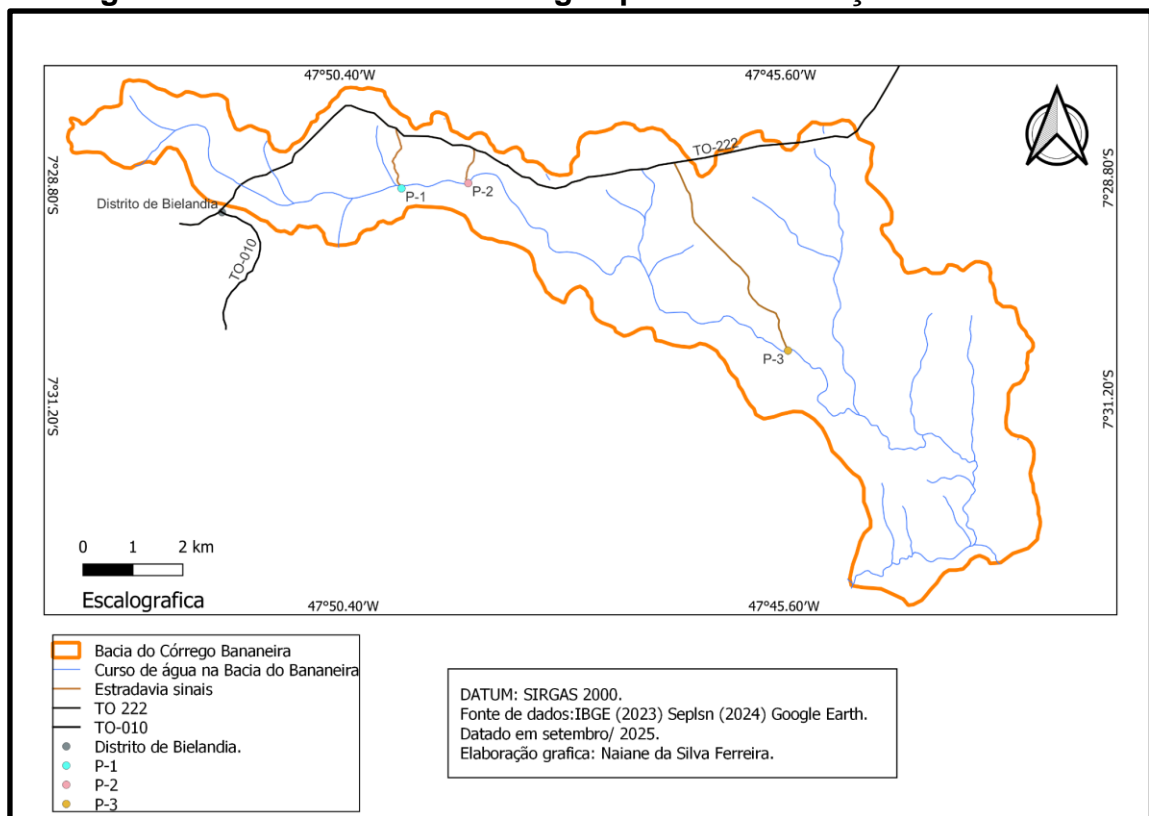 47°50.40'W
47°45.60'W
TO-222
7°28.80'S
7°28.80'S
P-1
P-2
Distrito de Bielandia
TO-010
P-3
7°31.20'S
7°31.20'S
0 1 2 km
Escalografica
47°50.40'W
47°45.60'W
Bacia do Córrego Bananeira
Curso de água na Bacia do Bananeira
Estradavia sinais
TO 222
TO-010
Distrito de Bielandia.
P-1
P-2
P-3
DATUM: SIRGAS 2000.
Fonte de dados:IBGE (2023) Seplsn (2024) Google Earth.
Datado em setembro/ 2025.
Elaboração grafica: Naiane da Silva Ferreira.